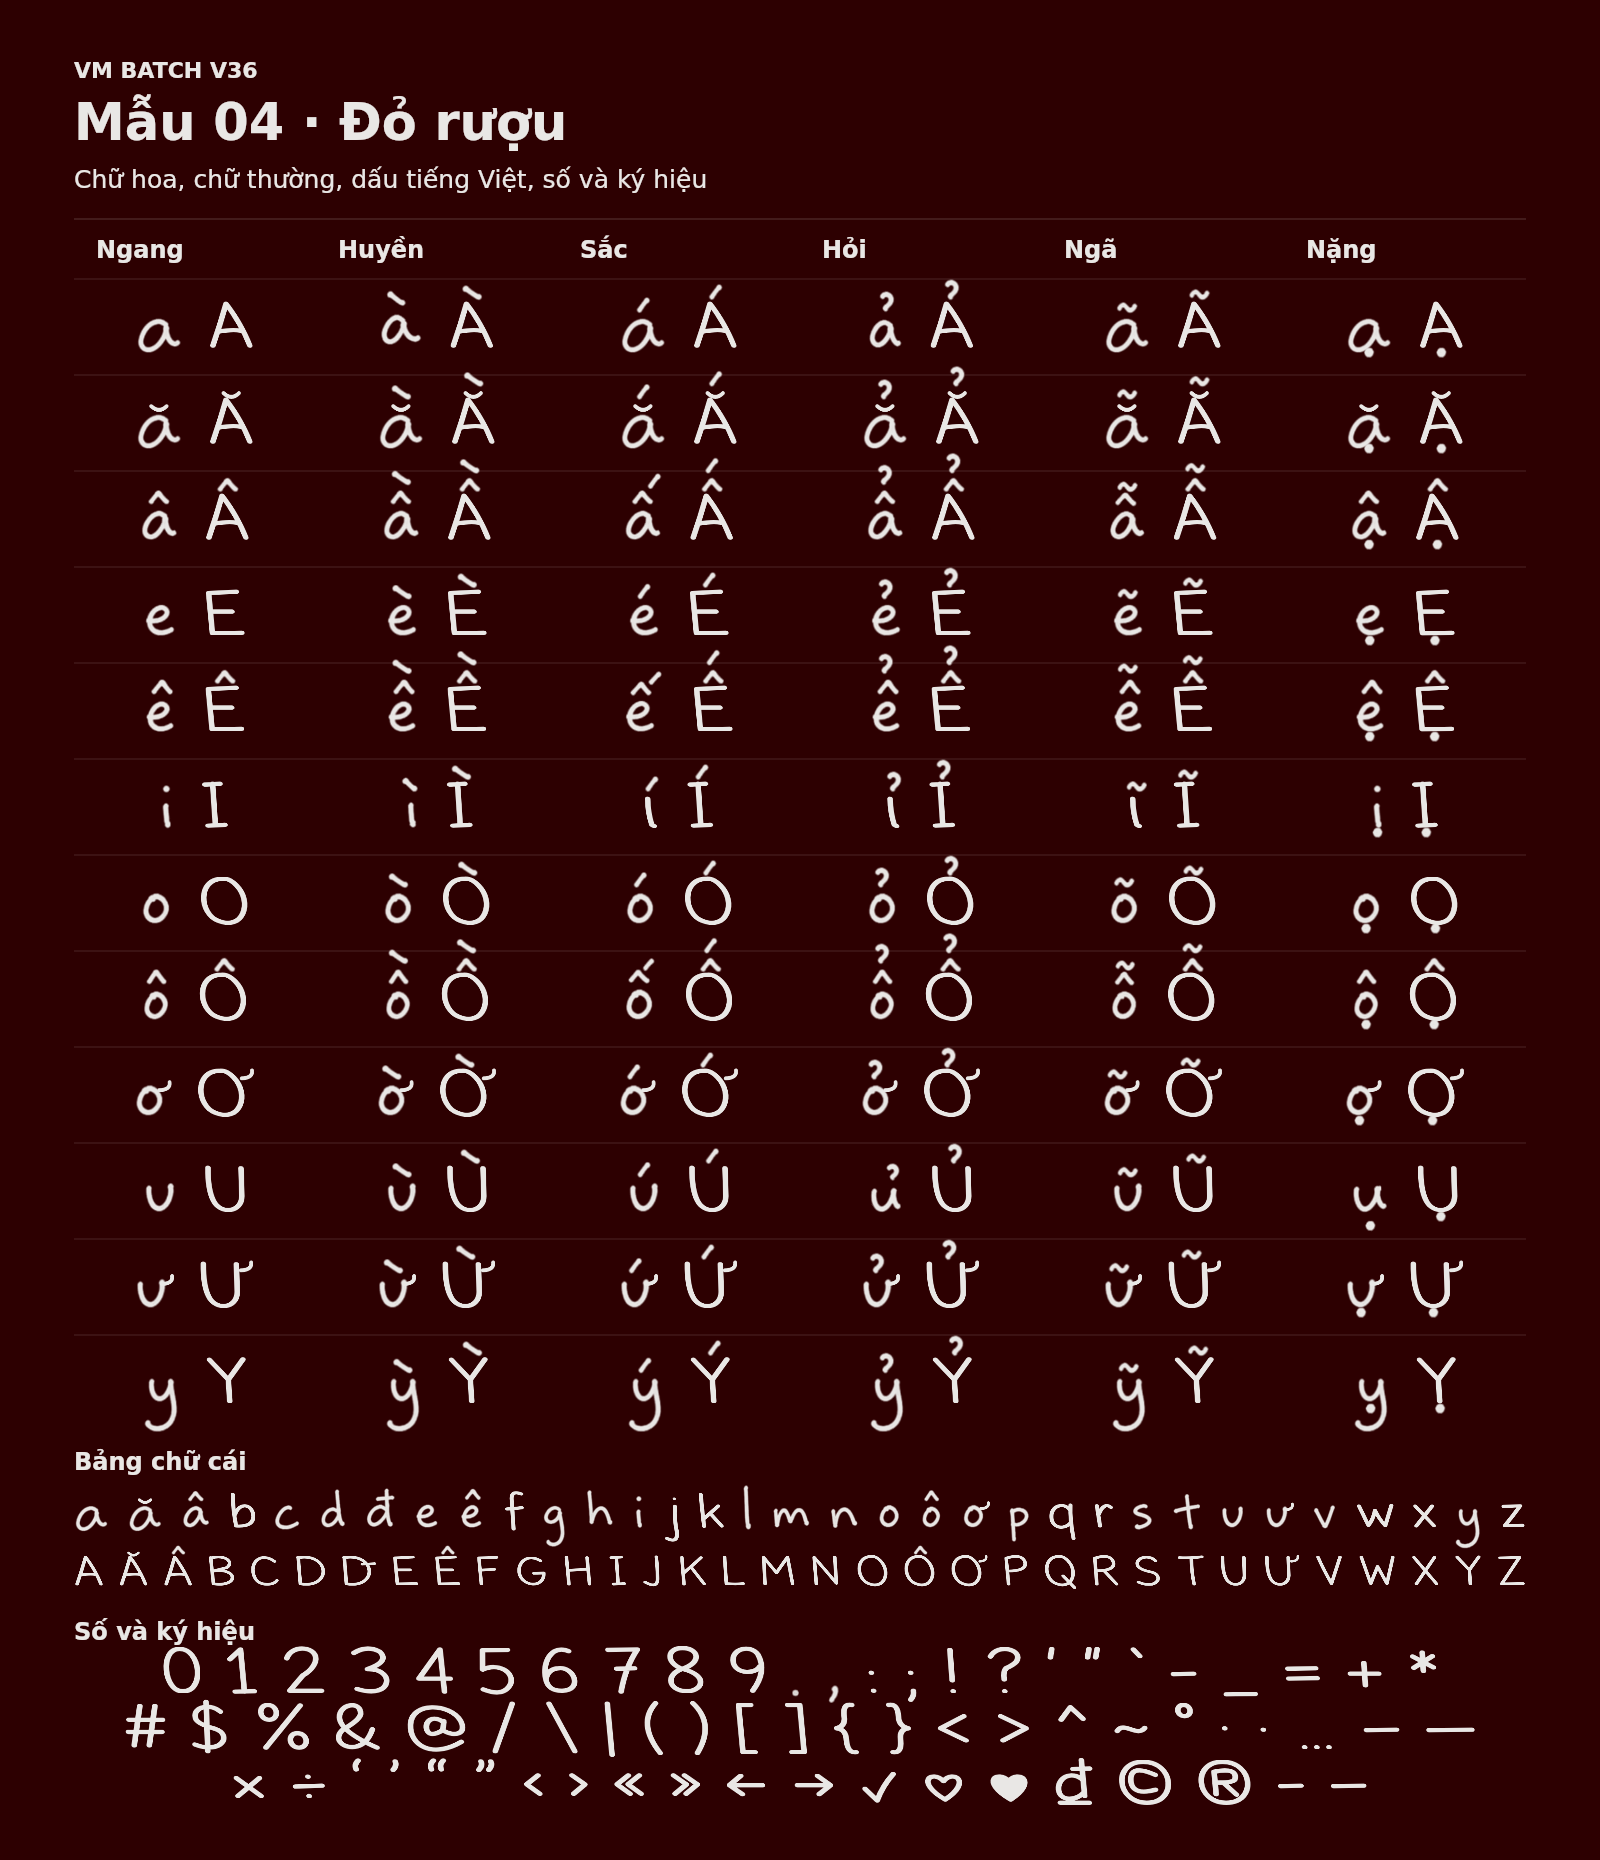 VM BATCH V36
Mẫu 04 · Đỏ rượu
Chữ hoa, chữ thường, dấu tiếng Việt, số và ký hiệu
Ngang Huyền Sắc Hỏi Ngã Nặng
a A à À á Á ả Ả ã Ã ạ Ạ
ă Ă ằ Ằ ắ Ắ ẳ Ẳ ẵ Ẵ ặ Ặ
â Â ầ Ầ ấ Ấ ẩ Ẩ ẫ Ẫ ậ Ậ
e E è È é É ẻ Ẻ ẽ Ẽ ẹ Ẹ
ê Ê ề Ề ế Ế ể Ể ễ Ễ ệ Ệ
i I ì Ì í Í ỉ Ỉ ĩ Ĩ ị Ị
o O ò Ò ó Ó ỏ Ỏ õ Õ ọ Ọ
ô Ô ồ Ồ ố Ố ổ Ổ ỗ Ỗ ộ Ộ
ơ Ơ ờ Ờ ớ Ớ ở Ở ỡ Ỡ ợ Ợ
u U ù Ù ú Ú ủ Ủ ũ Ũ ụ Ụ
ư Ư ừ Ừ ứ Ứ ử Ử ữ Ữ ự Ự
y Y ỳ Ỳ ý Ý ỷ Ỷ ỹ Ỹ ỵ Ỵ
Bảng chữ cái
a ă â b c d đ e ê f g h i j k l m n o ô ơ p q r s t u ư v w x y z
A Ă Â B C D Đ E Ê F G H I J K L M N O Ô Ơ P Q R S T U Ư V W X Y Z
Số và ký hiệu
0 1 2 3 4 5 6 7 8 9 . , : ; ! ? ' " ` - _ = + *
# $ % & @ / \ | ( ) [ ] { } < > ^ ~ ° · · … — —
× ÷ ‘ ’ “ ” ‹ › « » ← → ✓ ♡ ♥ ₫ © ® - –